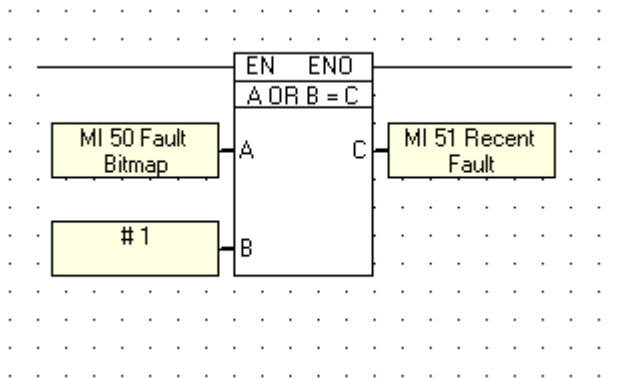 EN ENO
A OR B = C
MI 50 Fault
Bitmap
A
C
MI 51 Recent
Fault
# 1
B